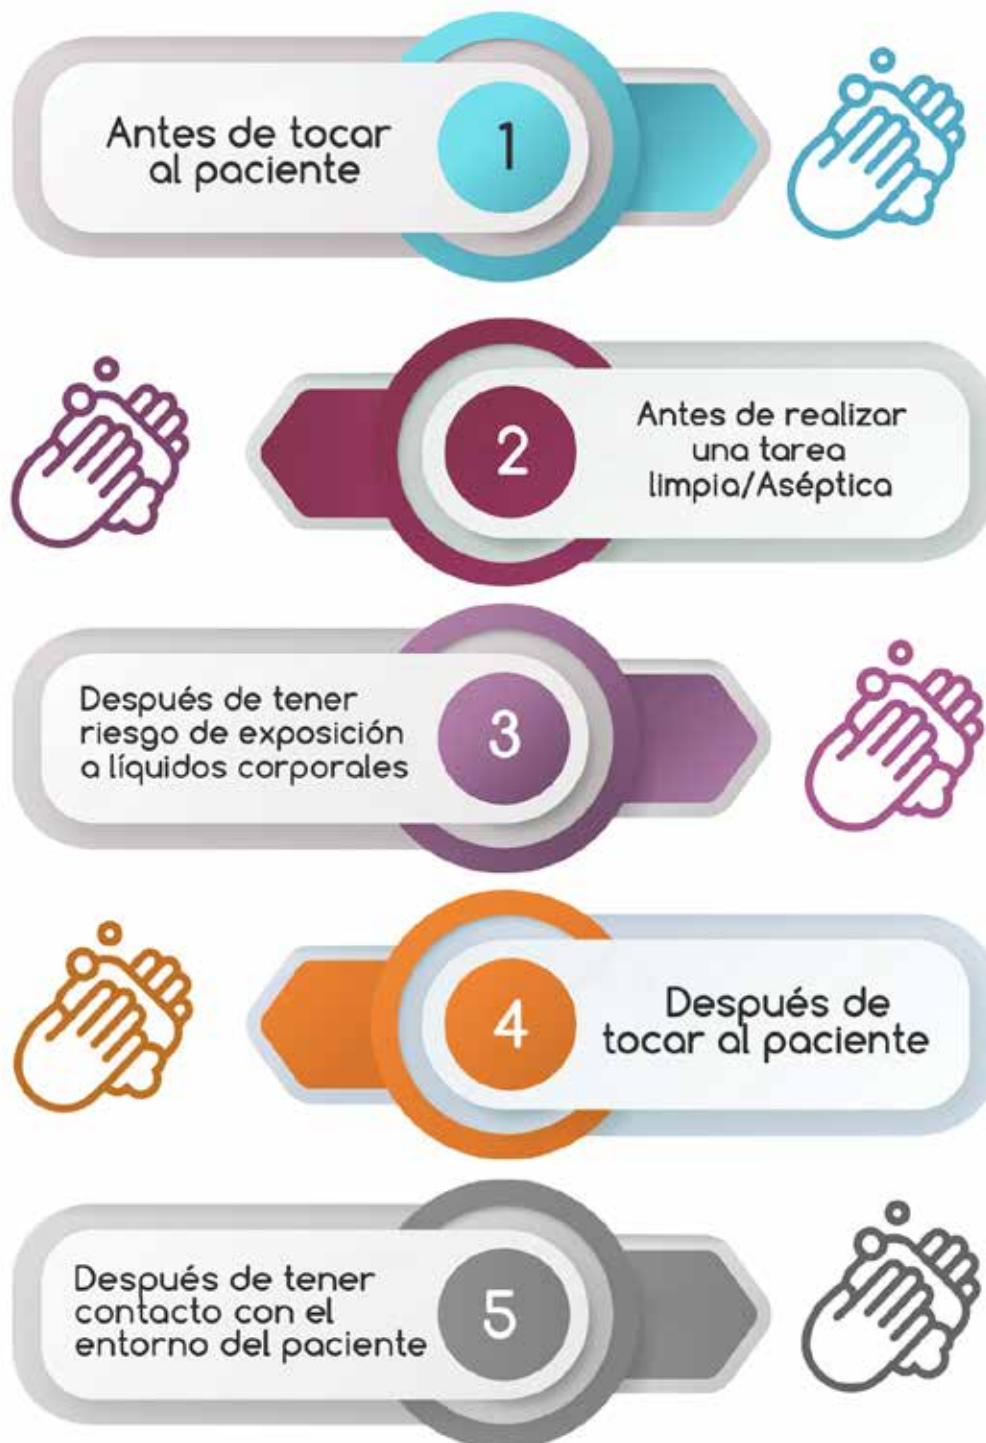 Antes de tocar
al paciente
1
2
Antes de realizar
una tarea
limpia/Aséptica
Después de tener
riesgo de exposición
a líquidos corporales
3
4
Después de
tocar al paciente
Después de tener
contacto con el
entorno del paciente
5